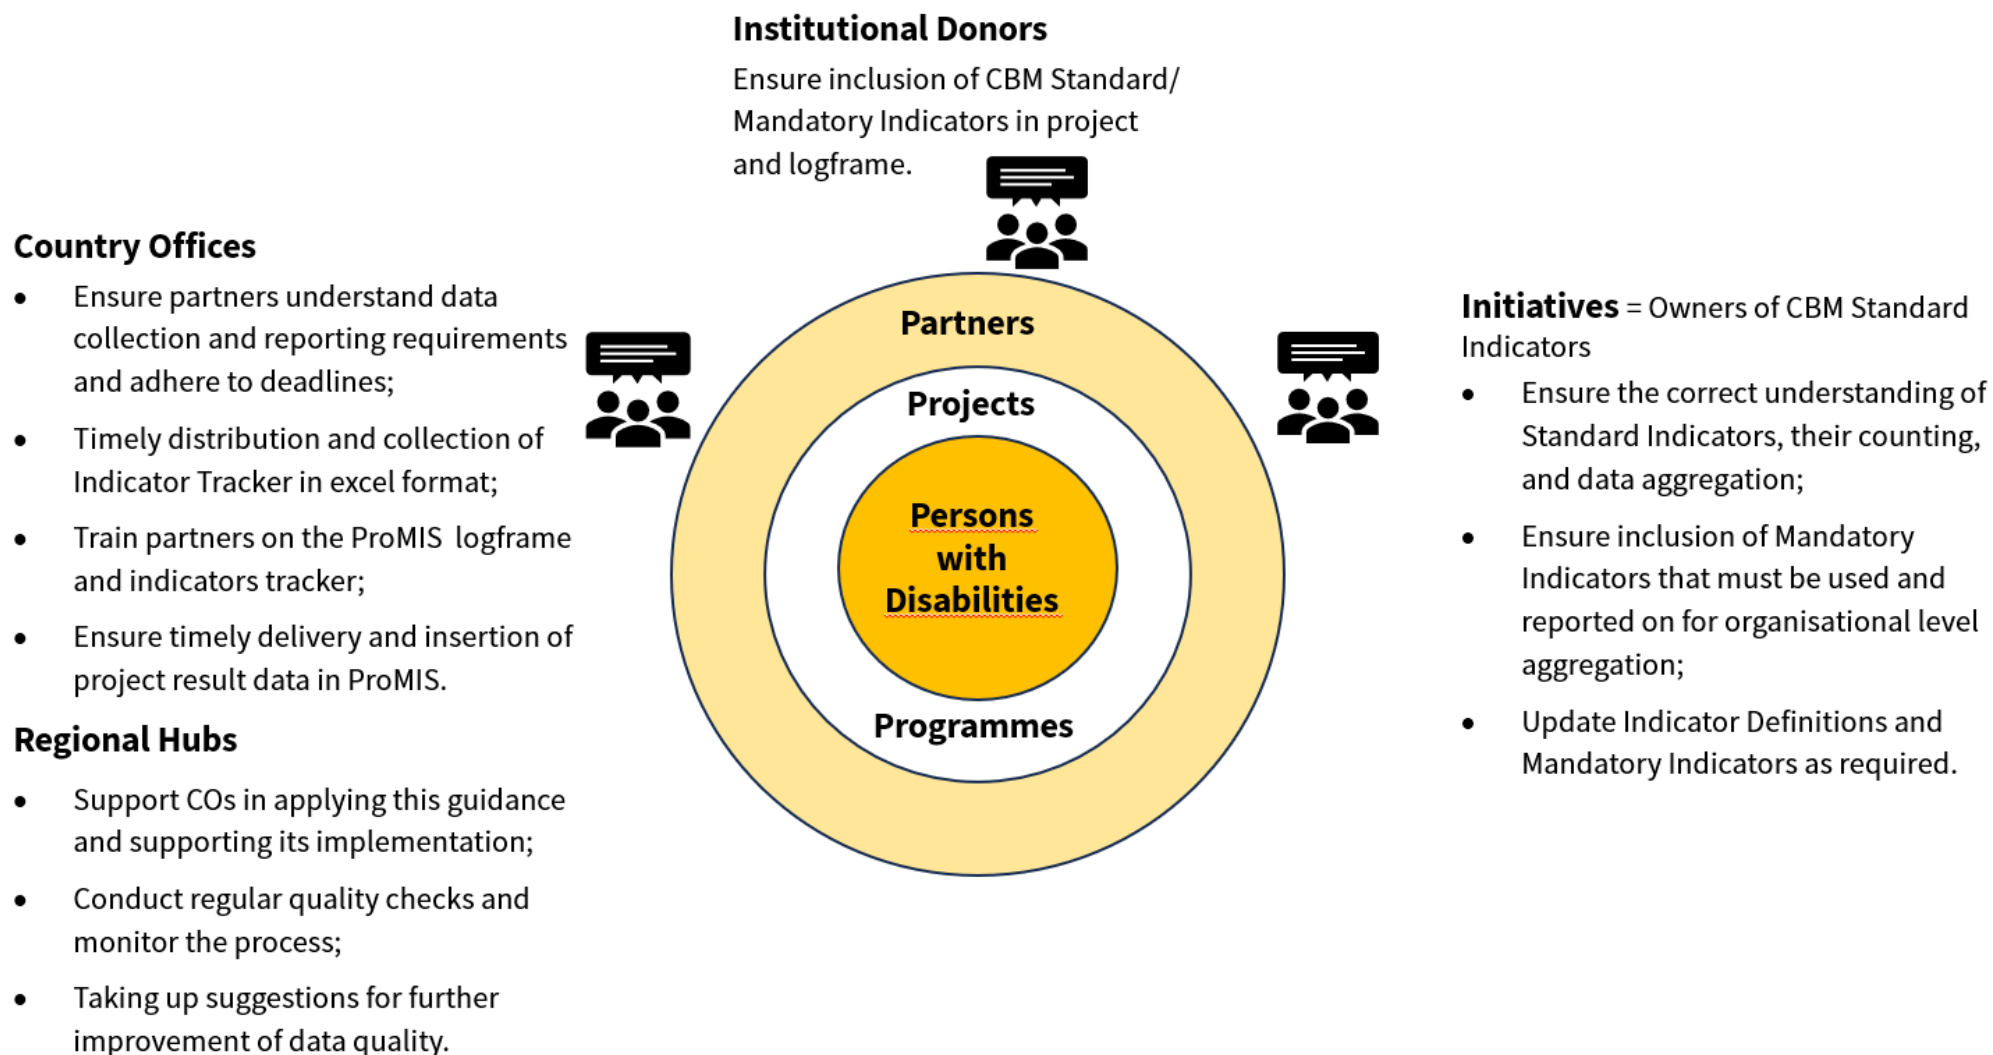 Institutional Donors
Ensure inclusion of CBM Standard/
Mandatory Indicators in project
and logframe.
Country Offices
• Ensure partners understand data
collection and reporting requirements
and adhere to deadlines;
• Timely distribution and collection of
Indicator Tracker in excel format;
• Train partners on the ProMIS  logframe
and indicators tracker;
• Ensure timely delivery and insertion of
project result data in ProMIS.
Regional Hubs
• Support COs in applying this guidance
and supporting its implementation;
• Conduct regular quality checks and
monitor the process;
• Taking up suggestions for further
improvement of data quality.
Partners
Projects
Persons
with
Disabilities
Programmes
Initiatives = Owners of CBM Standard
Indicators
• Ensure the correct understanding of
Standard Indicators, their counting,
and data aggregation;
• Ensure inclusion of Mandatory
Indicators that must be used and
reported on for organisational level
aggregation;
• Update Indicator Definitions and
Mandatory Indicators as required.